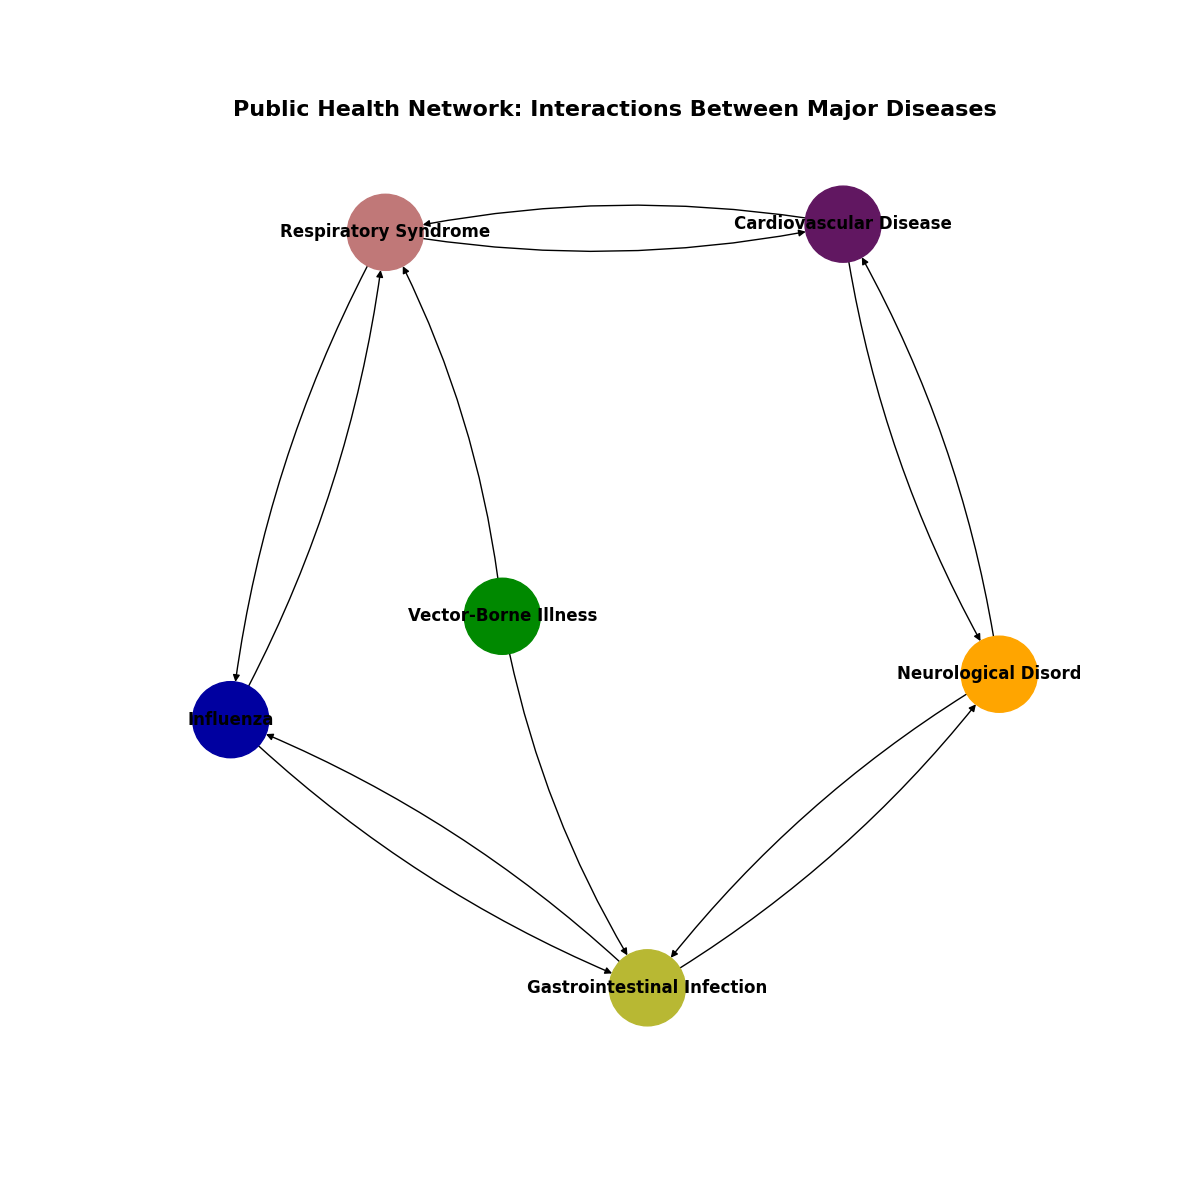 Public Health Network: Interactions Between Major Diseases
Respiratory Syndrome
Cardiovascular Disease
Vector-Borne Illness
Neurological Disord
Influenza
Gastrointestinal Infection